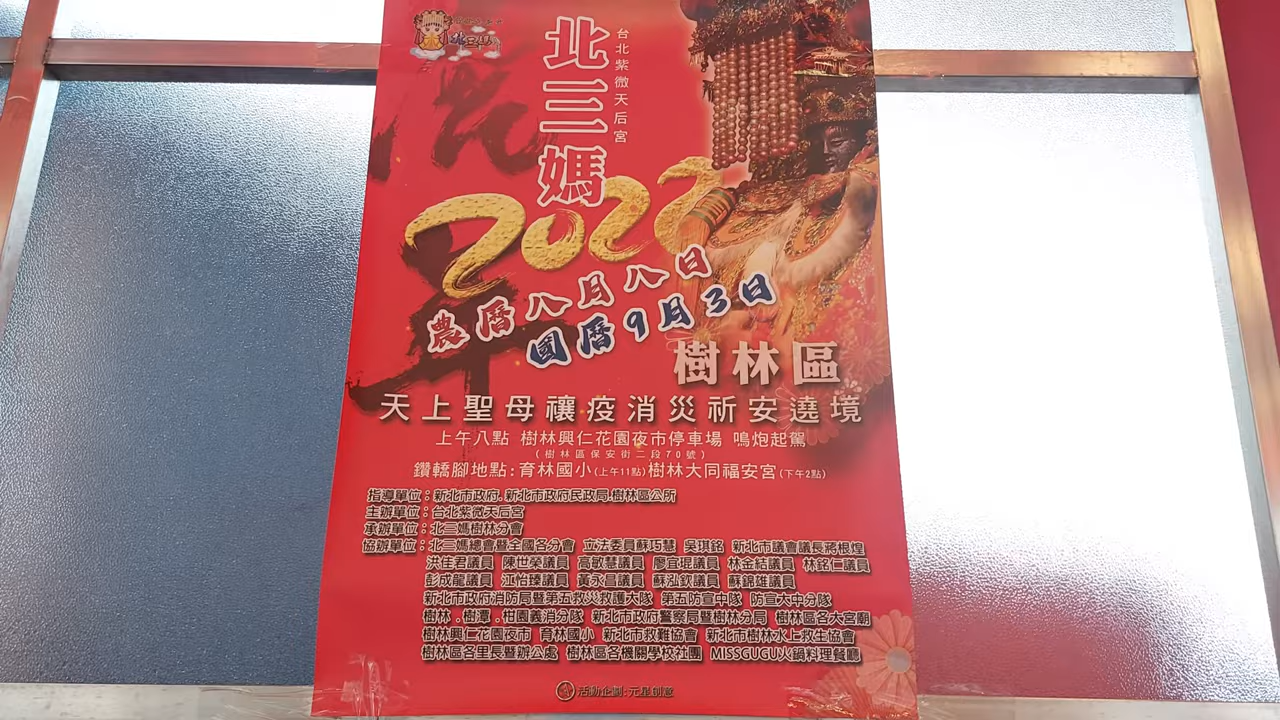 北三媽
台北紫微天后宮
2022
農曆八月八日
國曆9月3日
樹林區
天上聖母禳疫消災祈安遶境
上午八點 樹林興仁花園夜市停車場 鳴炮起駕
(樹林區保安街二段70號)
鑽轎腳地點:育林國小(上午11點)樹林大同福安宮(下午2點)
指導單位:新北市政府.新北市政府民政局.樹林區公所
主辦單位:台北紫微天后宮
承辦單位:北三媽樹林分會
協辦單位:北三媽總會暨全國各分會 立法委員蘇巧慧 吳琪銘 新北市議會議長蔣根煌
洪佳君議員 陳世榮議員 高敏慧議員 廖宜琨議員 林金結議員 林銘仁議員
彭成龍議員 江怡臻議員 黃永昌議員 蘇泓欽議員 蘇錦雄議員
新北市政府消防局暨第五救災救護大隊 第五防宣中隊 防宣大中分隊
樹林.樹潭.柑園義消分隊 新北市政府警察局暨樹林分局 樹林區各大宮廟
樹林興仁花園夜市 育林國小 新北市救難協會 新北市樹林水上救生協會
樹林區各里長暨辦公處 樹林區各機關學校社團 MISSGUGU火鍋料理餐廳
活動企劃:元星創意